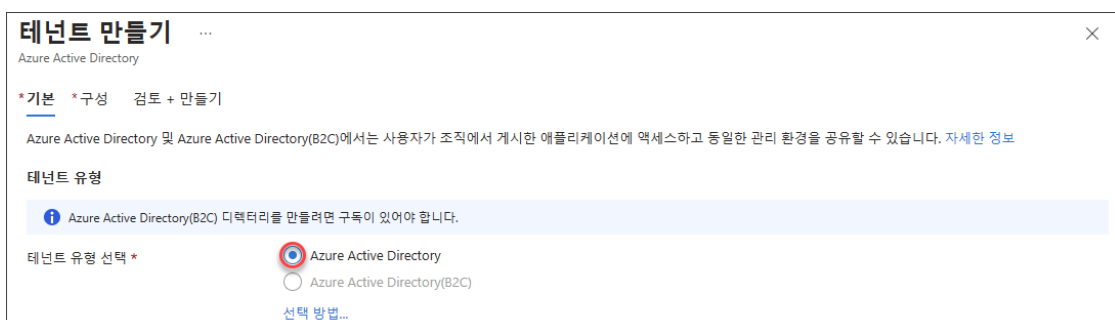 테넌트 만들기 ...
Azure Active Directory
*기본 *구성 검토 + 만들기
Azure Active Directory 및 Azure Active Directory(B2C)에서는 사용자가 조직에서 게시한 애플리케이션에 액세스하고 동일한 관리 환경을 공유할 수 있습니다. 자세한 정보
테넌트 유형
Azure Active Directory(B2C) 디렉터리를 만들려면 구독이 있어야 합니다.
테넌트 유형 선택 * Azure Active Directory
Azure Active Directory(B2C)
선택 방법...